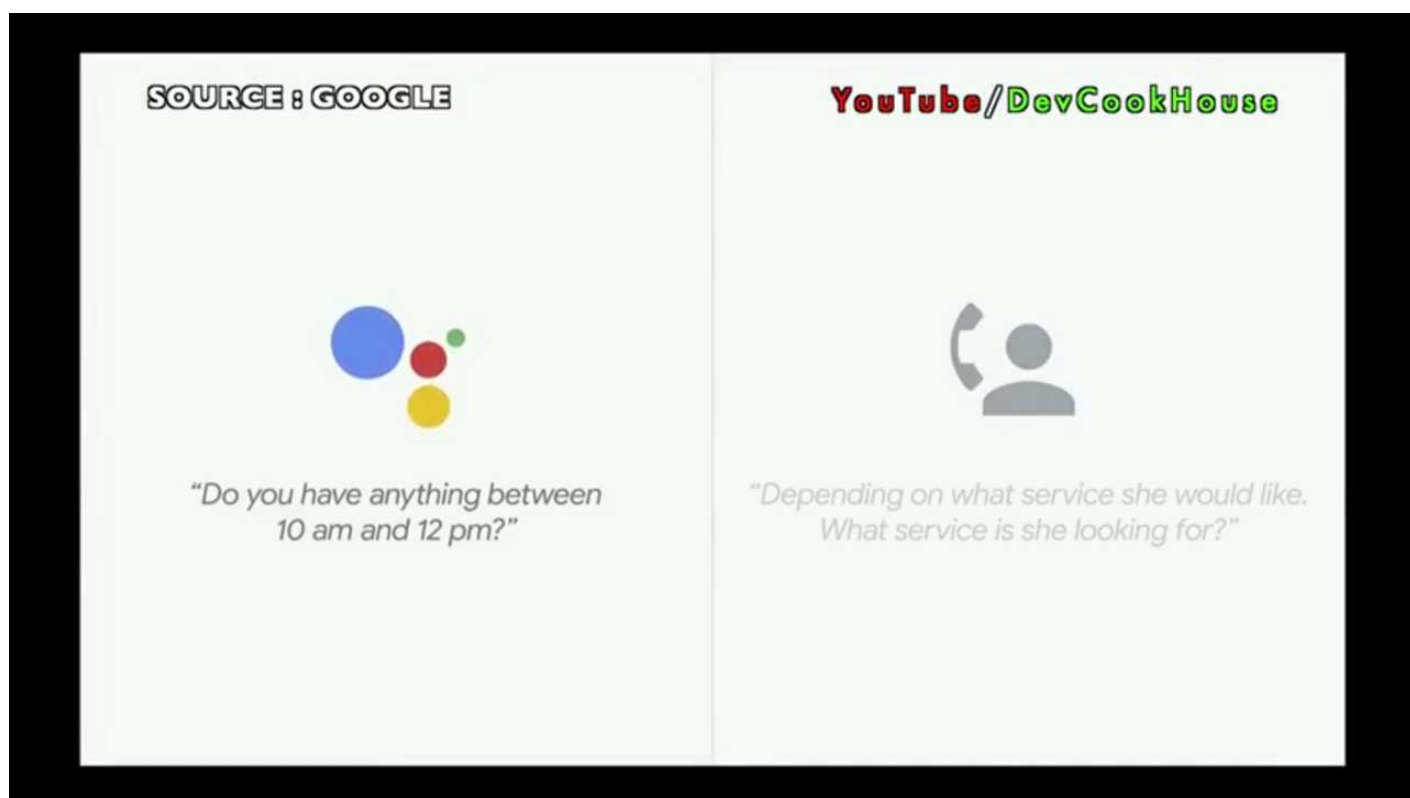 SOURCE : GOOGLE
YouTube/DevCookHouse
“Do you have anything between
10 am and 12 pm?”
“Depending on what service she would like.
What service is she looking for?”